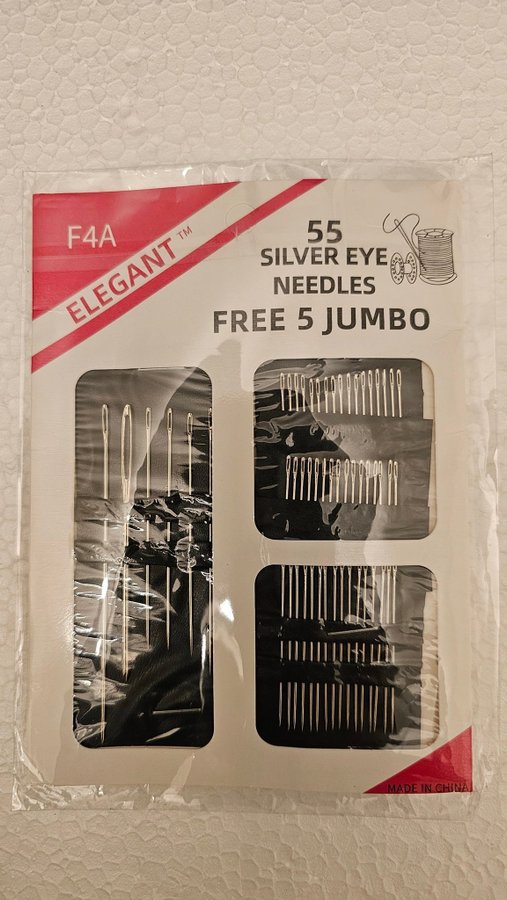 F4A
ELEGANT™
55
SILVER EYE
NEEDLES
FREE 5 JUMBO
MADE IN CHINA